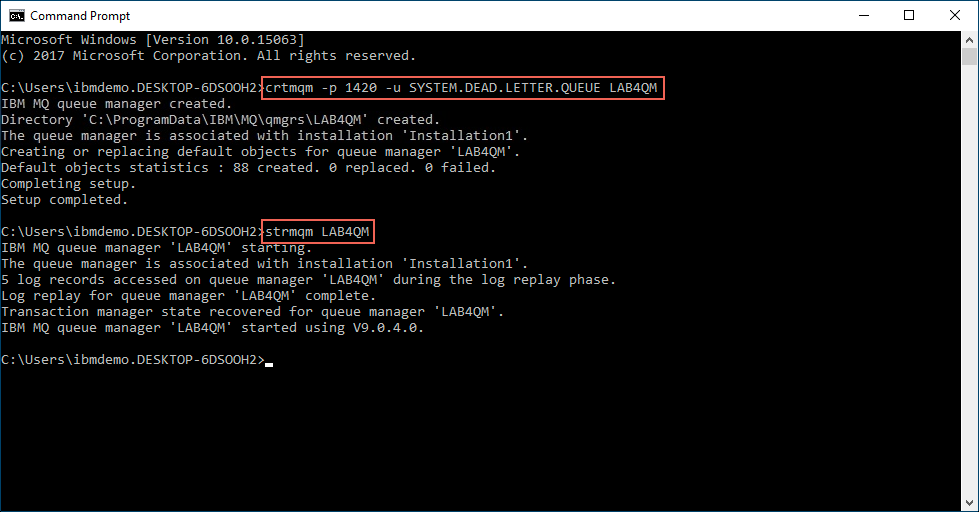 Command Prompt
Microsoft Windows [Version 10.0.15063]
(c) 2017 Microsoft Corporation. All rights reserved.
C:\Users\ibmdemo.DESKTOP-6DSOOH2>crtmqm -p 1420 -u SYSTEM.DEAD.LETTER.QUEUE LAB4QM
IBM MQ queue manager created.
Directory 'C:\ProgramData\IBM\MQ\qmgrs\LAB4QM' created.
The queue manager is associated with installation 'Installation1'.
Creating or replacing default objects for queue manager 'LAB4QM'.
Default objects statistics : 88 created. 0 replaced. 0 failed.
Completing setup.
Setup completed.
C:\Users\ibmdemo.DESKTOP-6DSOOH2>strmqm LAB4QM
IBM MQ queue manager 'LAB4QM' starting.
The queue manager is associated with installation 'Installation1'.
5 log records accessed on queue manager 'LAB4QM' during the log replay phase.
Log replay for queue manager 'LAB4QM' complete.
Transaction manager state recovered for queue manager 'LAB4QM'.
IBM MQ queue manager 'LAB4QM' started using V9.0.4.0.
C:\Users\ibmdemo.DESKTOP-6DSOOH2>